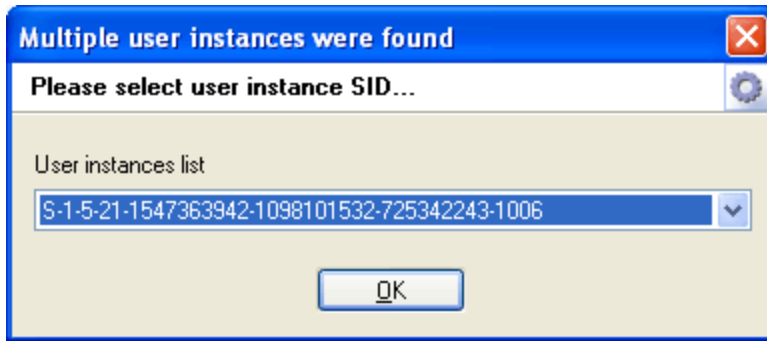 Multiple user instances were found
Please select user instance SID...
User instances list
S-1-5-21-1547363942-1098101532-725342243-1006
OK